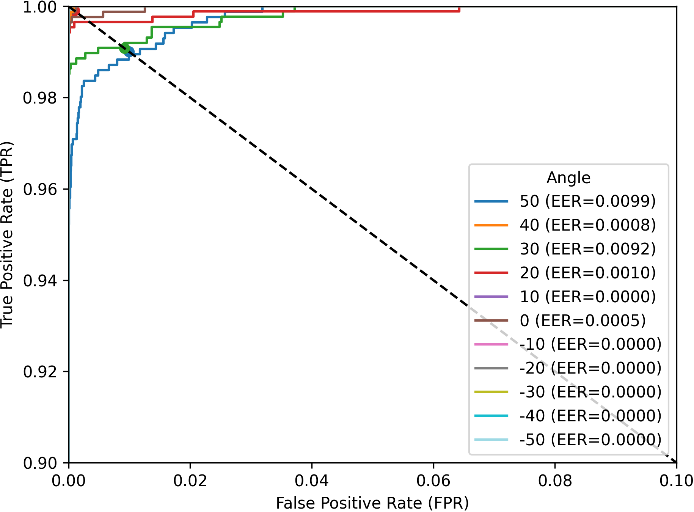 1.00
0.98
0.96
0.94
0.92
0.90
True Positive Rate (TPR)
Angle
50 (EER=0.0099)
40 (EER=0.0008)
30 (EER=0.0092)
20 (EER=0.0010)
10 (EER=0.0000)
0 (EER=0.0005)
-10 (EER=0.0000)
-20 (EER=0.0000)
-30 (EER=0.0000)
-40 (EER=0.0000)
-50 (EER=0.0000)
0.00 0.02 0.04 0.06 0.08 0.10
False Positive Rate (FPR)